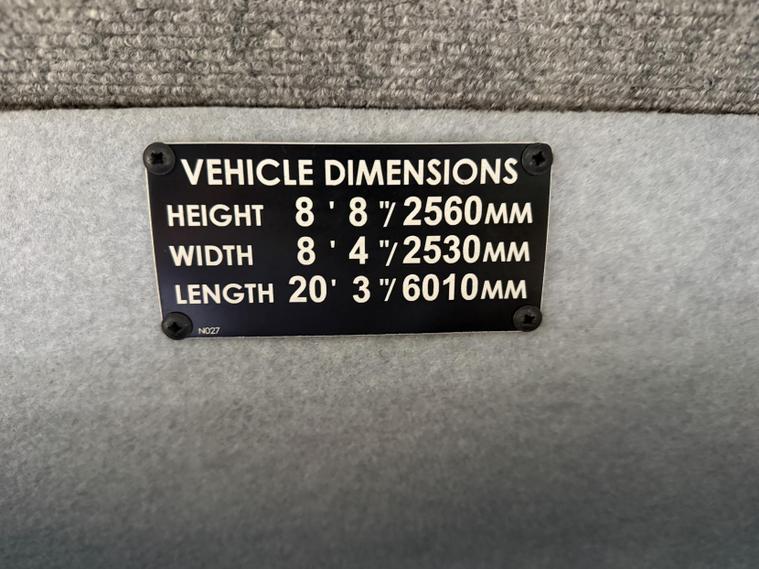 VEHICLE DIMENSIONS
HEIGHT 8 ' 8 "/ 2560MM
WIDTH 8 ' 4 "/ 2530MM
LENGTH 20 ' 3 "/ 6010MM
N027